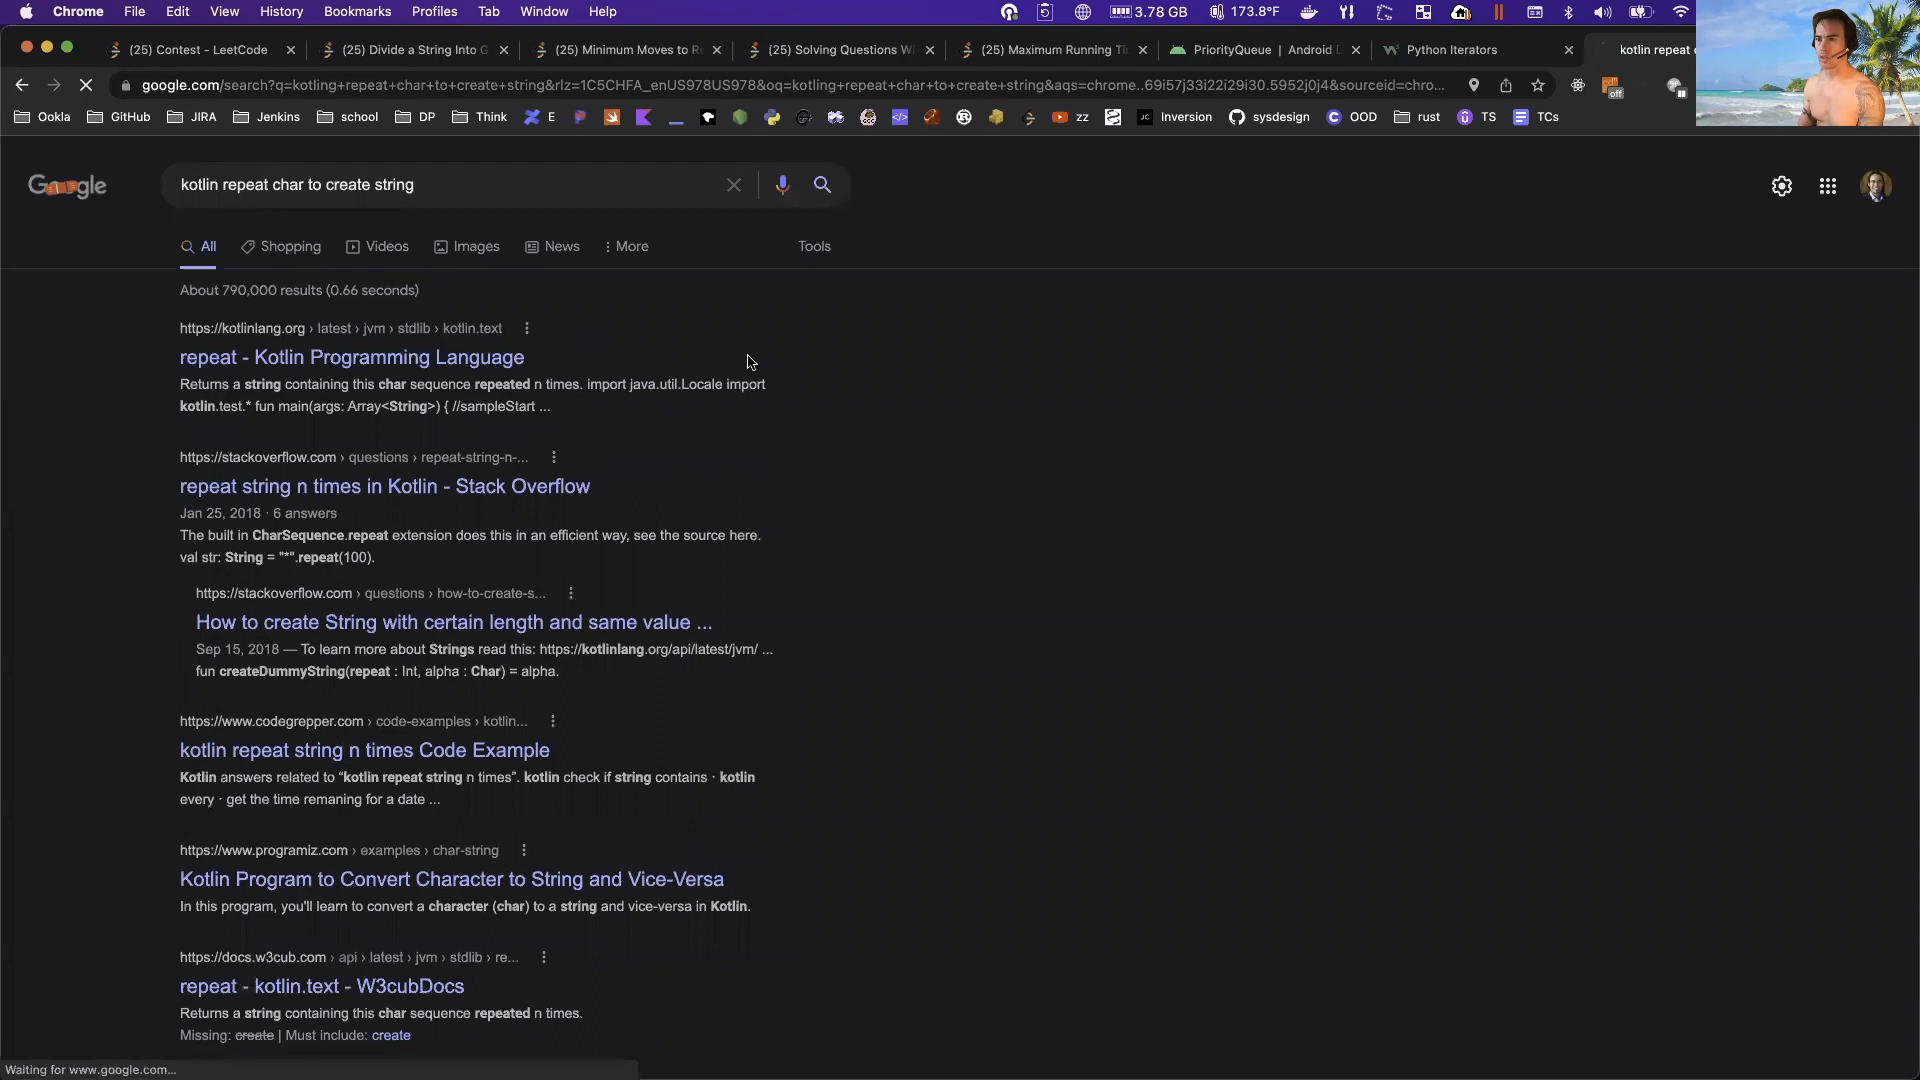 Chrome File Edit View History Bookmarks Profiles Tab Window Help 3.78 GB 173.8°F
(25) Contest - LeetCode (25) Divide a String Into G (25) Minimum Moves to Re (25) Solving Questions Wi (25) Maximum Running Ti PriorityQueue | Android Python Iterators kotlin repeat
google.com/search?q=kotling+repeat+char+to+create+string&rlz=1C5CHFA_enUS978US978&oq=kotling+repeat+char+to+create+string&aqs=chrome..69i57j33i22i29i30.5952j0j4&sourceid=chro... off
Ookla GitHub JIRA Jenkins school DP Think E zz Inversion sysdesign OOD rust TS TCs
Google kotlin repeat char to create string
All Shopping Videos Images News More Tools
About 790,000 results (0.66 seconds)
https://kotlinlang.org › latest › jvm › stdlib › kotlin.text
repeat - Kotlin Programming Language
Returns a string containing this char sequence repeated n times. import java.util.Locale import
kotlin.test.* fun main(args: Array<String>) { //sampleStart ...
https://stackoverflow.com › questions › repeat-string-n-...
repeat string n times in Kotlin - Stack Overflow
Jan 25, 2018 · 6 answers
The built in CharSequence.repeat extension does this in an efficient way, see the source here.
val str: String = "*".repeat(100).
https://stackoverflow.com › questions › how-to-create-s...
How to create String with certain length and same value ...
Sep 15, 2018 — To learn more about Strings read this: https://kotlinlang.org/api/latest/jvm/ ...
fun createDummyString(repeat : Int, alpha : Char) = alpha.
https://www.codegrepper.com › code-examples › kotlin...
kotlin repeat string n times Code Example
Kotlin answers related to “kotlin repeat string n times”. kotlin check if string contains · kotlin
every · get the time remaning for a date ...
https://www.programiz.com › examples › char-string
Kotlin Program to Convert Character to String and Vice-Versa
In this program, you'll learn to convert a character (char) to a string and vice-versa in Kotlin.
https://docs.w3cub.com › api › latest › jvm › stdlib › re...
repeat - kotlin.text - W3cubDocs
Returns a string containing this char sequence repeated n times.
Missing: create | Must include: create
Waiting for www.google.com...